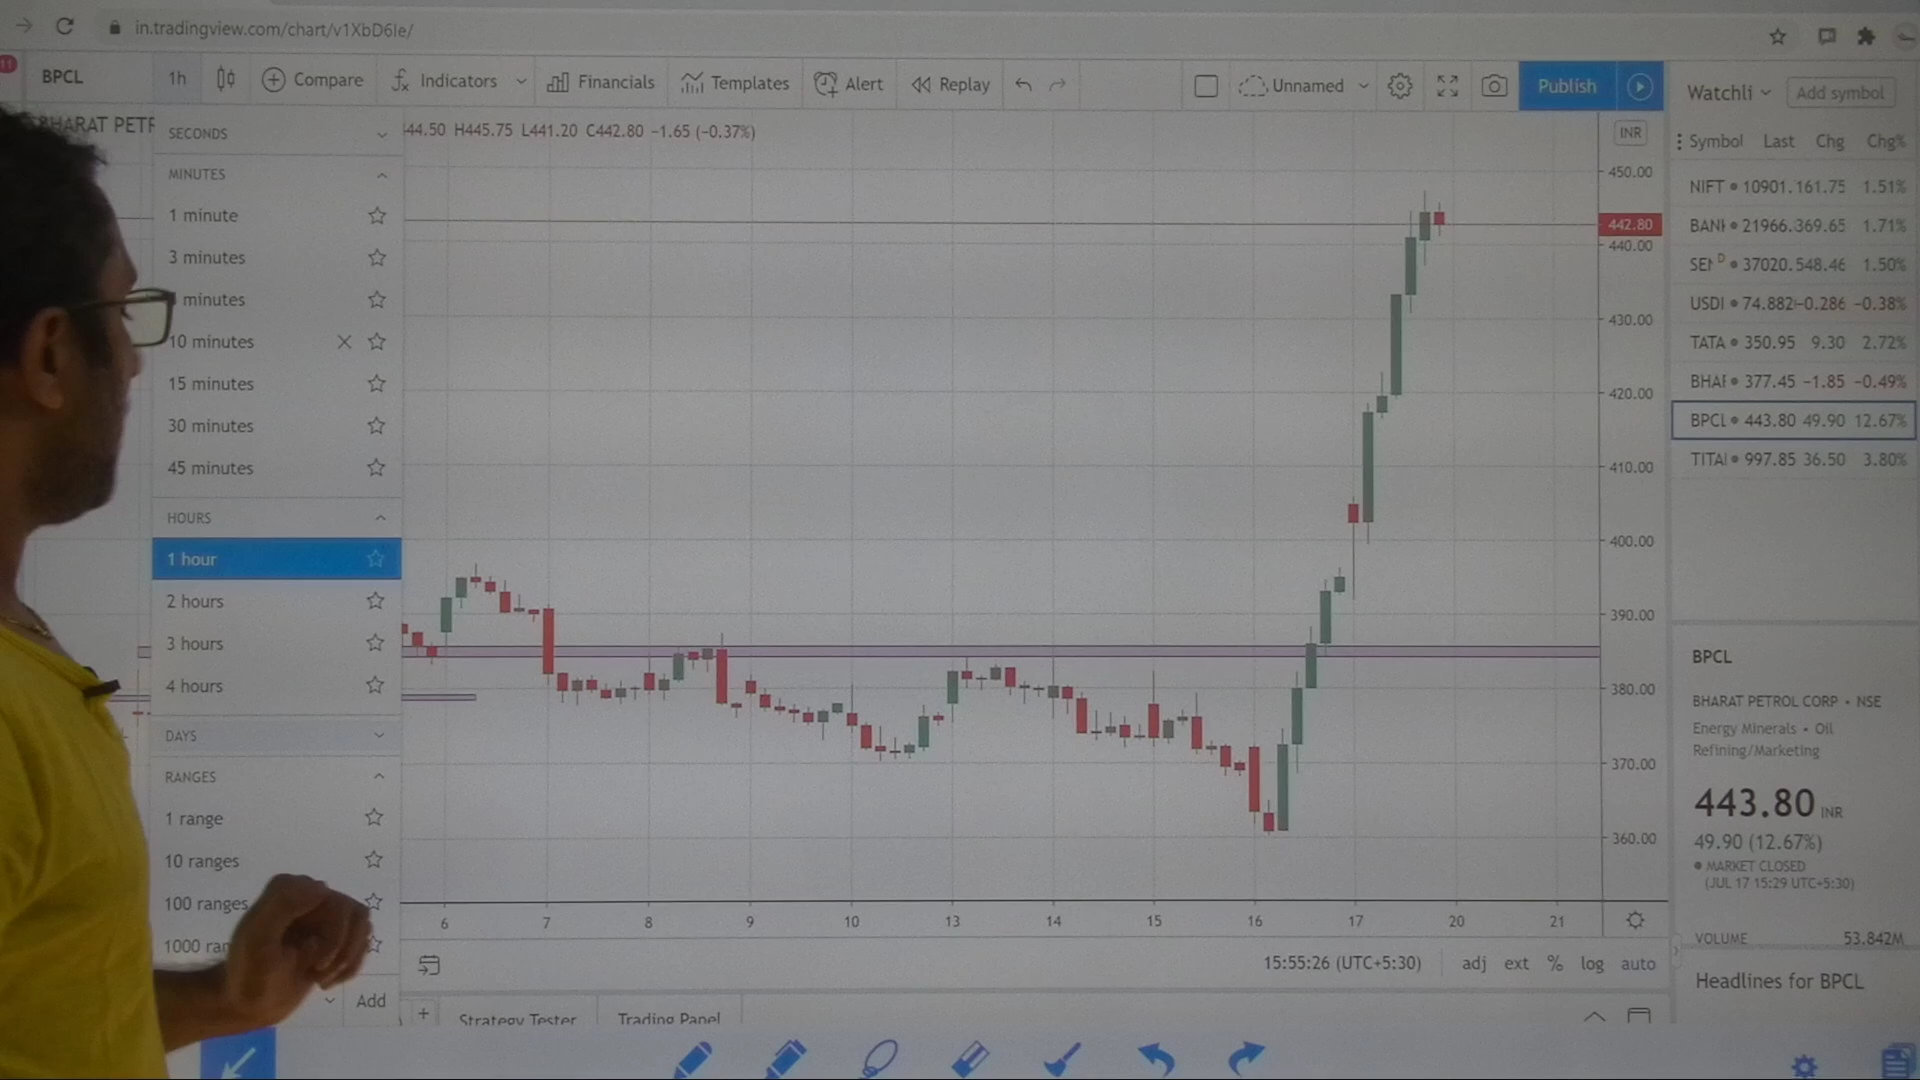 in.tradingview.com/chart/v1XbD6Ie/
11
BPCL
1h
Compare
Indicators
Financials
Templates
Alert
Replay
Unnamed
Publish
Watchli
Add symbol
BHARAT PETR
44.50 H445.75 L441.20 C442.80 −1.65 (−0.37%)
INR
SECONDS
MINUTES
1 minute
3 minutes
minutes
10 minutes
15 minutes
30 minutes
45 minutes
HOURS
1 hour
2 hours
3 hours
4 hours
DAYS
RANGES
1 range
10 ranges
100 ranges
1000 ran
Add
450.00
442.80
440.00
430.00
420.00
410.00
400.00
390.00
380.00
370.00
360.00
6 7 8 9 10 13 14 15 16 17 20 21
15:55:26 (UTC+5:30) adj ext % log auto
Strategy Tester
Trading Panel
Symbol Last Chg Chg%
NIFT 10901. 161.75 1.51%
BAN 21966. 369.65 1.71%
SEN D 37020. 548.46 1.50%
USDI 74.882 −0.286 −0.38%
TATA 350.95 9.30 2.72%
BHAR 377.45 −1.85 −0.49%
BPCL 443.80 49.90 12.67%
TITA 997.85 36.50 3.80%
BPCL
BHARAT PETROL CORP • NSE
Energy Minerals • Oil
Refining/Marketing
443.80 INR
49.90 (12.67%)
MARKET CLOSED
(JUL 17 15:29 UTC+5:30)
VOLUME 53.842M
Headlines for BPCL